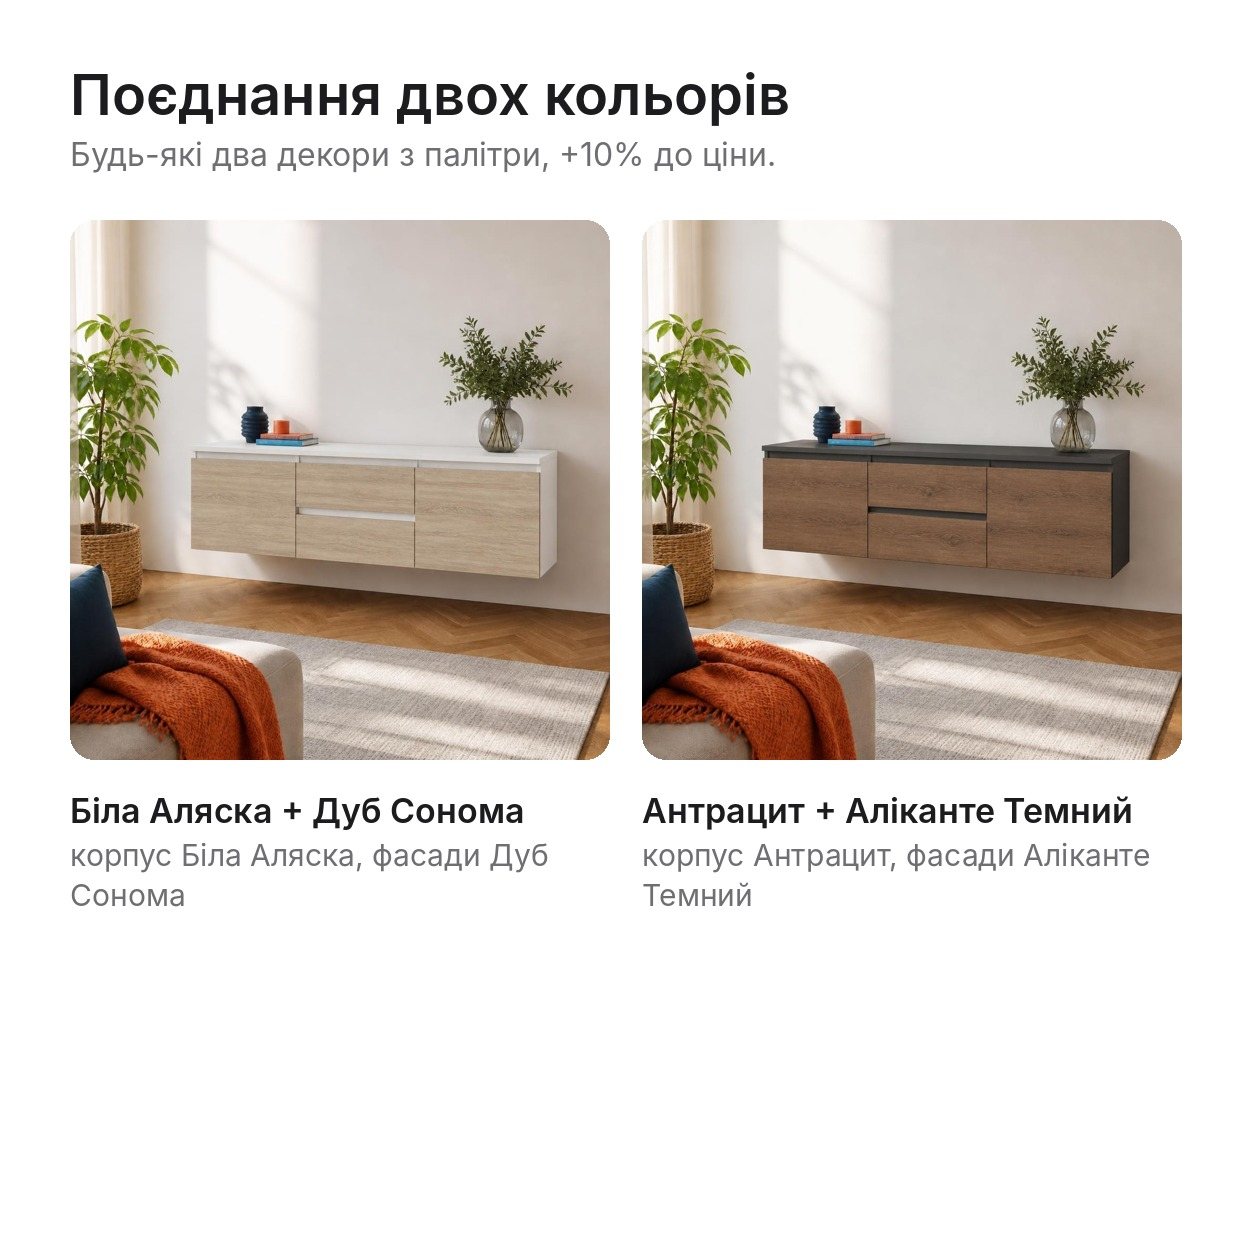 Поєднання двох кольорів
Будь-які два декори з палітри, +10% до ціни.
Біла Аляска + Дуб Сонома
корпус Біла Аляска, фасади Дуб
Сонома
Антрацит + Аліканте Темний
корпус Антрацит, фасади Аліканте
Темний